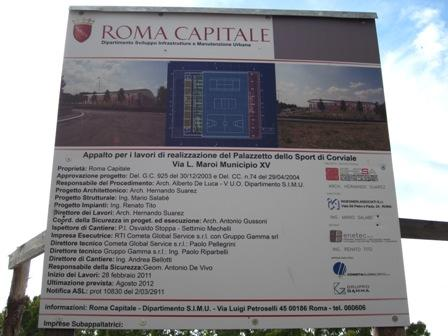 ROMA CAPITALE
Dipartimento Sviluppo Infrastrutture e Manutenzione Urbana
Appalto per i lavori di realizzazione del Palazzetto dello Sport di Corviale
Via L. Maroi Municipio XV
Proprietà: Roma Capitale
Approvazione progetto: Del. G.C. 925 del 30/12/2003 e Del. CC. n.74 del 29/04/2004
Responsabile del Procedimento: Arch. Alberto De Luca - V U.O. Dipartimento S.I.M.U.
Progetto Architettonico: Arch. Hernando Suarez
Progetto Strutturale: Ing. Mario Salabè
Progetto Impianti: Ing. Renato Tito
Direttore dei Lavori: Arch. Hernando Suarez
Coprd. della Sicurezza in proget. ed esecuzione: Arch. Antonio Gussoni
Ispettore di Cantiere: P.I. Osvaldo Stoppa - Settimio Mechelli
Impresa Esecutrice: RTI Cometa Global Service s.r.l. con Gruppo Gamma srl
Direttore tecnico Cometa Global Service s.r.l.: Paolo Pellegrini
Direttore tecnico Gruppo Gamma s.r.l.: Ing. Paolo Riparbelli
Direttore di Cantiere: Ing. Andrea Bellotti
Responsabile della Sicurezza:Geom. Antonio De Vivo
Inizio dei Lavori: 28 febbraio 2011
Ultimazione prevista: Agosto 2012
Notifica ASL: prot 10830 del 2/03/2911
ARCH. HERNANDO SUAREZ
ING. MARIO SALABÈ
enetec
ING. RENATO TITO
GRUPPO
GAMMA
informazioni: Roma Capitale - Dipartimento S.I.M.U. - Via Luigi Petroselli 45 00186 Roma - tel. 060606
Imprese Subappaltatrici: